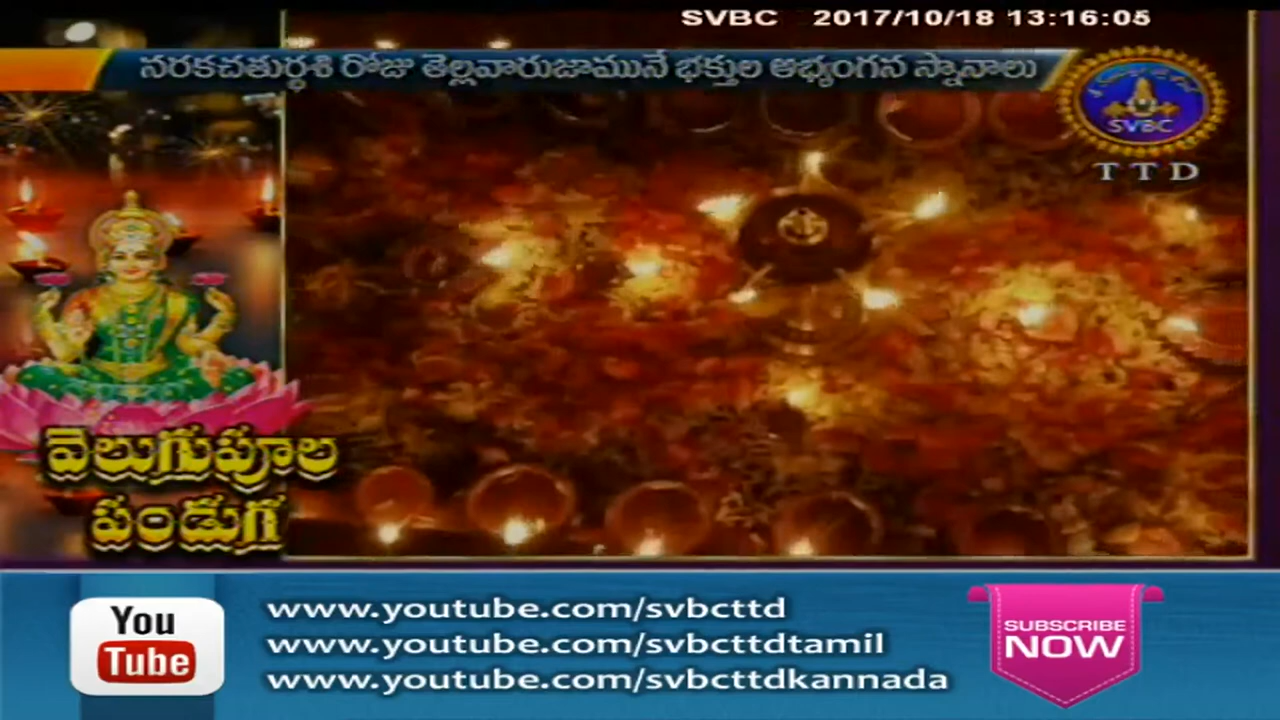 SVBC 2017/10/18 13:16:05
నరకచతుర్దశి రోజు తెల్లవారుజామునే భక్తుల అభ్యంగన స్నానాలు
SVBC
TTD
వెలుగుపూల
పండుగ
You
Tube
www.youtube.com/svbcttd
www.youtube.com/svbcttdtamil
www.youtube.com/svbcttdkannada
SUBSCRIBE
NOW